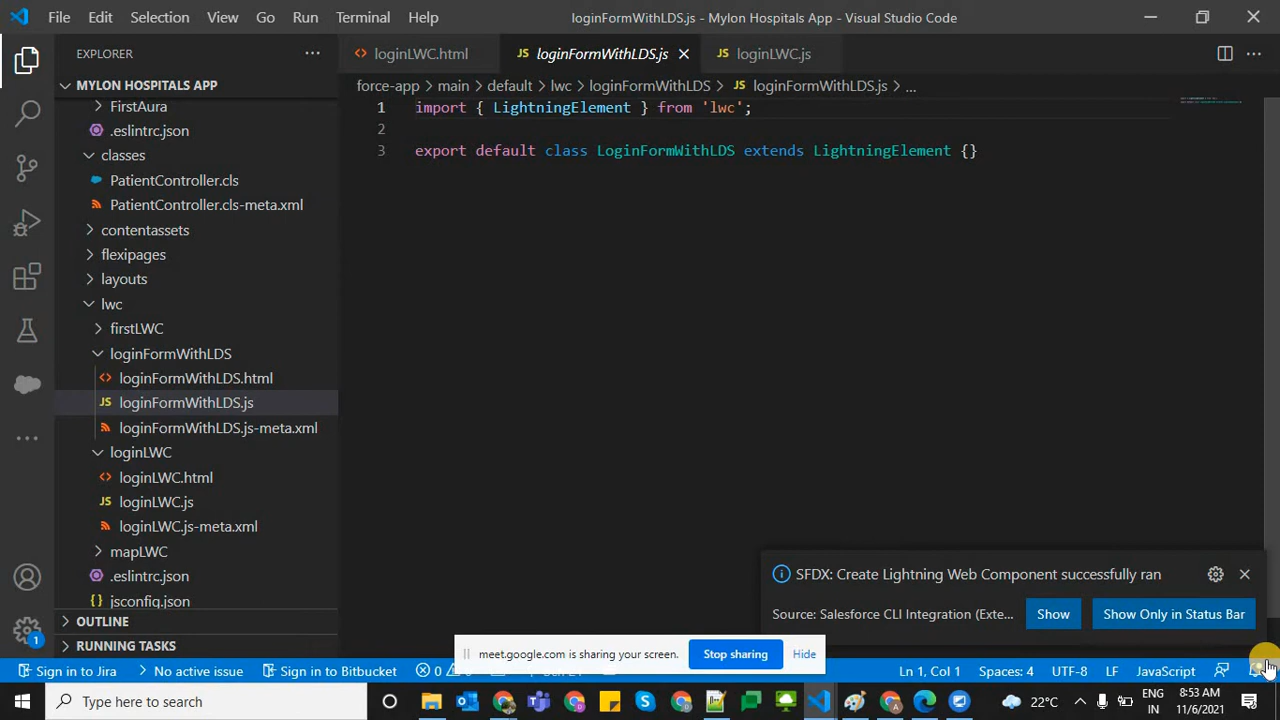 File Edit Selection View Go Run Terminal Help
loginFormWithLDS.js - Mylon Hospitals App - Visual Studio Code
EXPLORER
MYLON HOSPITALS APP
FirstAura
.eslintrc.json
classes
PatientController.cls
PatientController.cls-meta.xml
contentassets
flexipages
layouts
lwc
firstLWC
loginFormWithLDS
loginFormWithLDS.html
JS loginFormWithLDS.js
loginFormWithLDS.js-meta.xml
loginLWC
loginLWC.html
JS loginLWC.js
loginLWC.js-meta.xml
mapLWC
.eslintrc.json
jsconfig.json
OUTLINE
RUNNING TASKS
1
loginLWC.html JS loginFormWithLDS.js JS loginLWC.js
force-app > main > default > lwc > loginFormWithLDS > JS loginFormWithLDS.js > ...
1 import { LightningElement } from 'lwc';
2
3 export default class LoginFormWithLDS extends LightningElement {}
SFDX: Create Lightning Web Component successfully ran
Source: Salesforce CLI Integration (Exte... Show Show Only in Status Bar
meet.google.com is sharing your screen. Stop sharing Hide
Sign in to Jira No active issue Sign in to Bitbucket 0 Ln 1, Col 1 Spaces: 4 UTF-8 LF JavaScript
Type here to search
22°C
ENG
IN
8:53 AM
11/6/2021